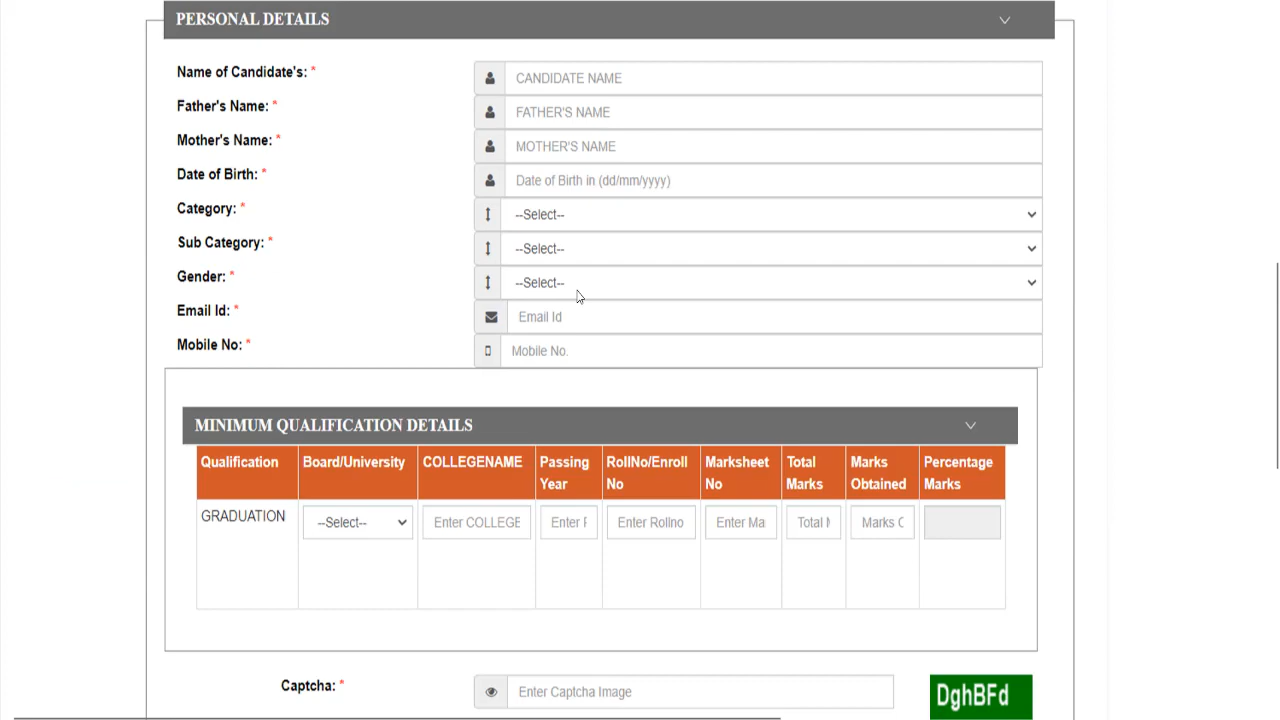 PERSONAL DETAILS
Name of Candidate's: * CANDIDATE NAME
Father's Name: * FATHER'S NAME
Mother's Name: * MOTHER'S NAME
Date of Birth: * Date of Birth in (dd/mm/yyyy)
Category: * --Select--
Sub Category: * --Select--
Gender: * --Select--
Email Id: * Email Id
Mobile No: * Mobile No.
MINIMUM QUALIFICATION DETAILS
Qualification Board/University COLLEGENAME Passing Year RollNo/Enroll No Marksheet No Total Marks Marks Obtained Percentage Marks
GRADUATION --Select-- Enter COLLEGE Enter Enter Rollno Enter Ma Total Marks
Captcha: * Enter Captcha Image DghBFd